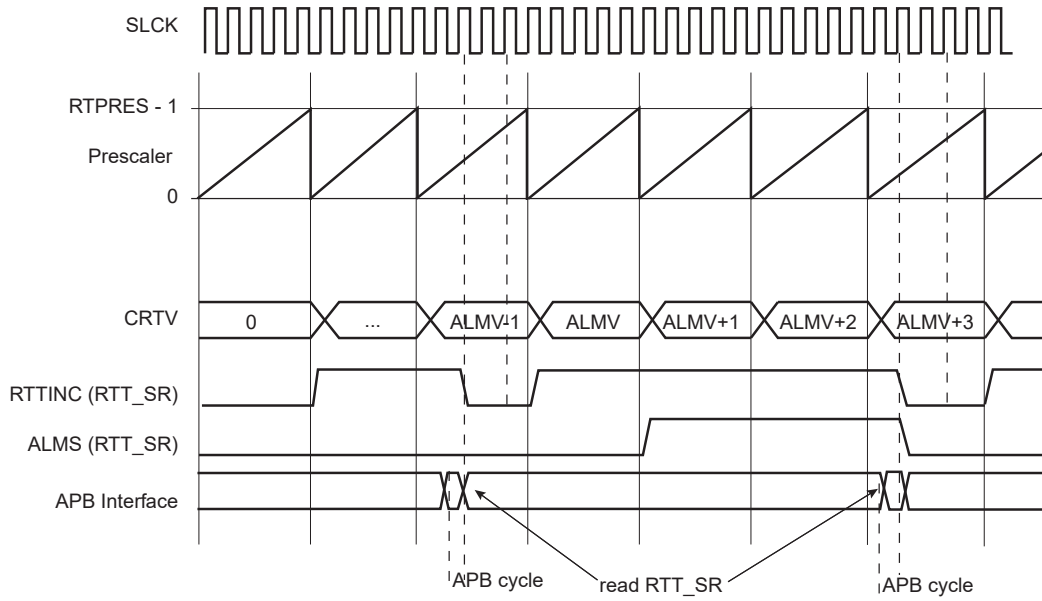 SLCK
RTPRES - 1
Prescaler
0
CRTV
0
...
ALMV-1
ALMV
ALMV+1
ALMV+2
ALMV+3
RTTINC (RTT_SR)
ALMS (RTT_SR)
APB Interface
APB cycle
read RTT_SR
APB cycle